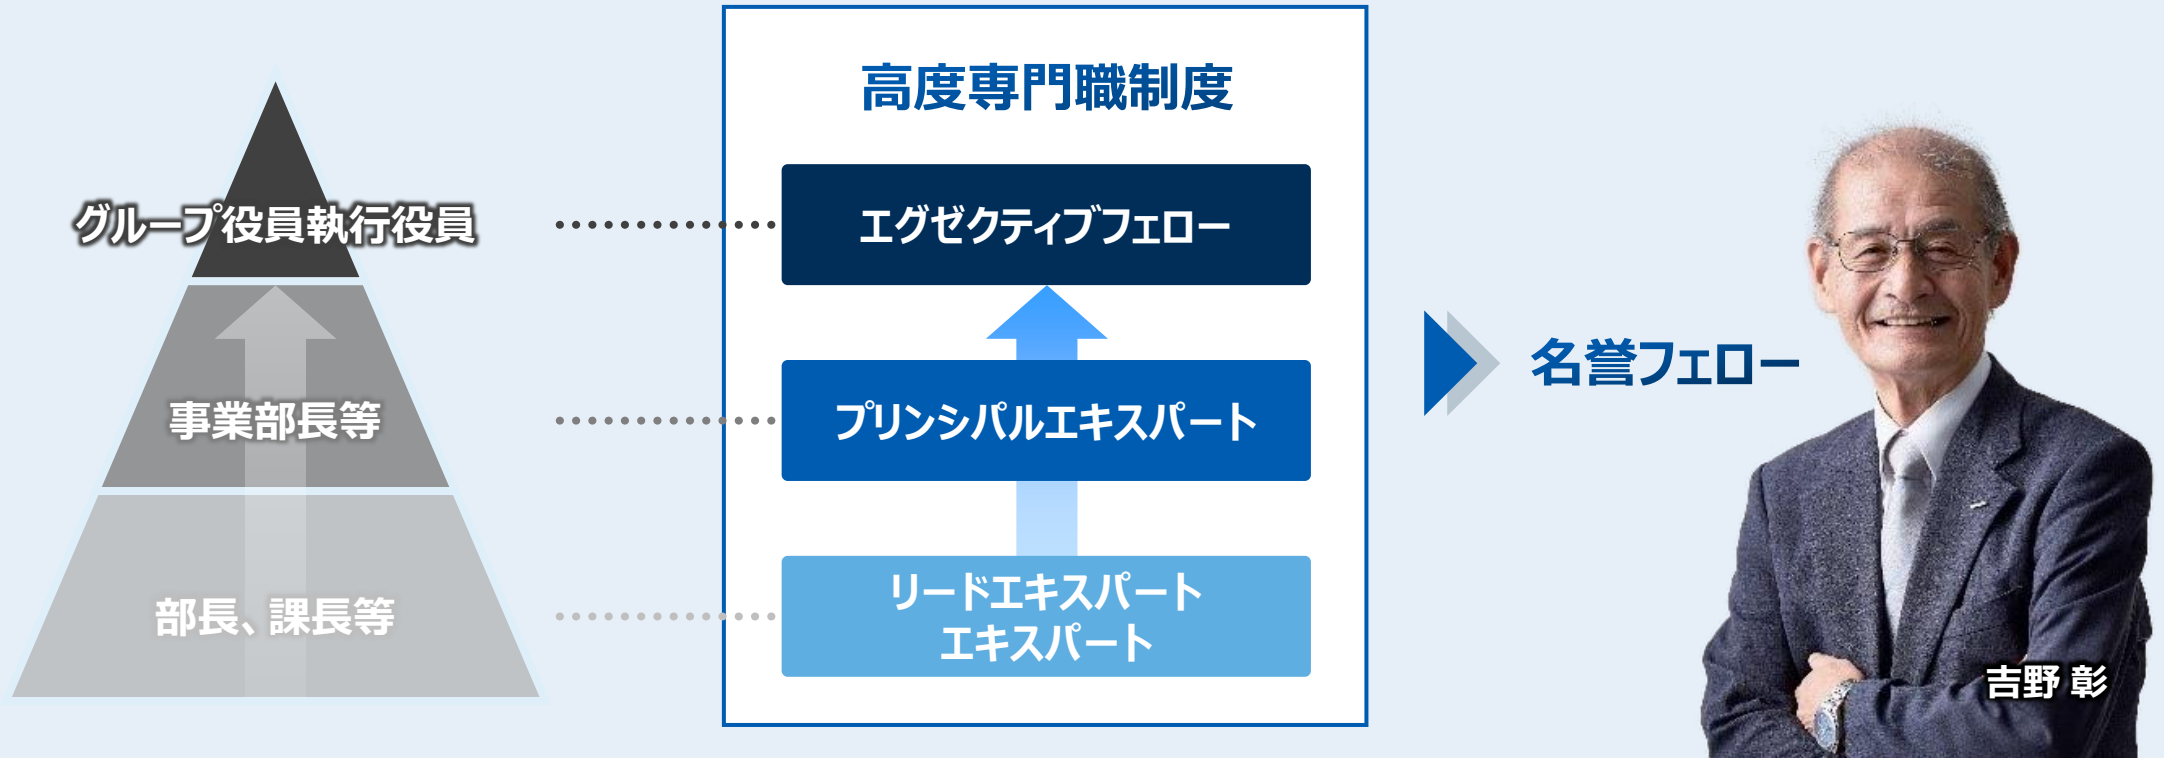 高度専門職制度
グループ役員執行役員
エグゼクティブフェロー
事業部長等
プリンシパルエキスパート
部長、課長等
リードエキスパート
エキスパート
名誉フェロー
吉野 彰